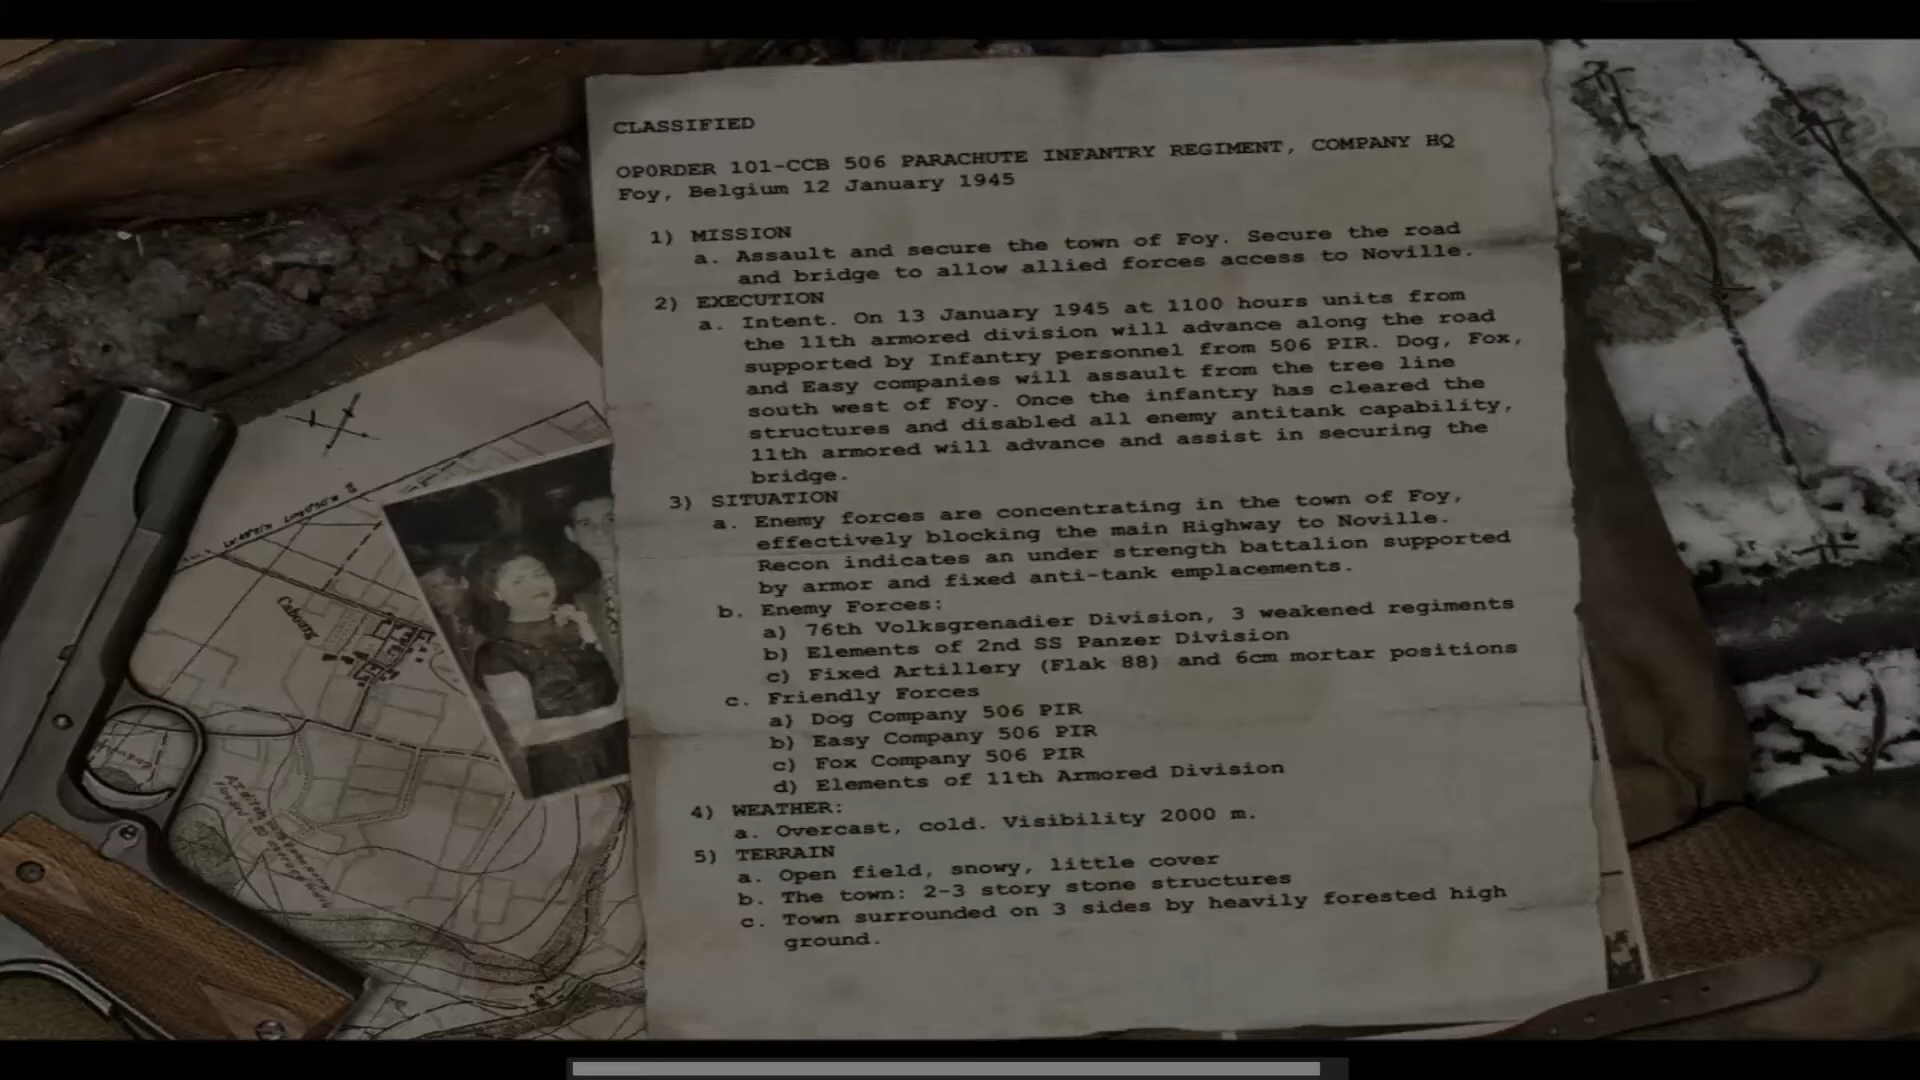 CLASSIFIED
OP0RDER 101-CCB 506 PARACHUTE INFANTRY REGIMENT, COMPANY HQ
Foy, Belgium 12 January 1945
1) MISSION
a. Assault and secure the town of Foy. Secure the road
and bridge to allow allied forces access to Noville.
2) EXECUTION
a. Intent. On 13 January 1945 at 1100 hours units from
the 11th armored division will advance along the road
supported by Infantry personnel from 506 PIR. Dog, Fox,
and Easy companies will assault from the tree line
south west of Foy. Once the infantry has cleared the
structures and disabled all enemy antitank capability,
11th armored will advance and assist in securing the
bridge.
3) SITUATION
a. Enemy forces are concentrating in the town of Foy,
effectively blocking the main Highway to Noville.
Recon indicates an under strength battalion supported
by armor and fixed anti-tank emplacements.
b. Enemy Forces:
a) 76th Volksgrenadier Division, 3 weakened regiments
b) Elements of 2nd SS Panzer Division
c) Fixed Artillery (Flak 88) and 6cm mortar positions
c. Friendly Forces
a) Dog Company 506 PIR
b) Easy Company 506 PIR
c) Fox Company 506 PIR
d) Elements of 11th Armored Division
4) WEATHER:
a. Overcast, cold. Visibility 2000 m.
5) TERRAIN
a. Open field, snowy, little cover
b. The town: 2-3 story stone structures
c. Town surrounded on 3 sides by heavily forested high
ground.
Cabourg